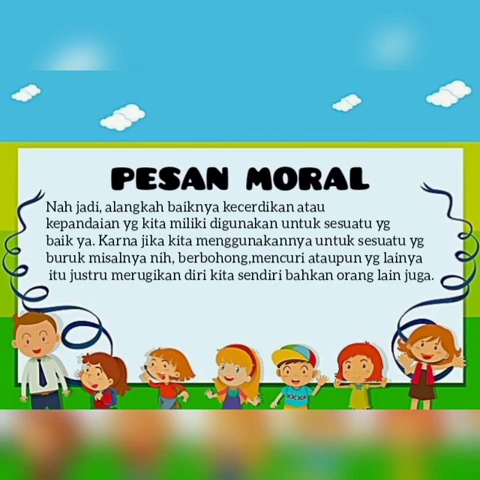 PESAN MORAL
Nah jadi, alangkah baiknya kecerdikan atau
kepandaian yg kita miliki digunakan untuk sesuatu yg
baik ya. Karna jika kita menggunakannya untuk sesuatu yg
buruk misalnya nih, berbohong,mencuri ataupun yg lainya
itu justru merugikan diri kita sendiri bahkan orang lain juga.
XXXX